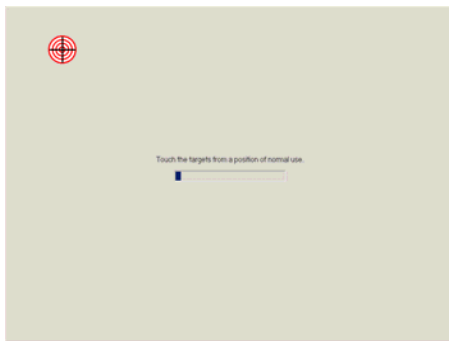 Touch the targets from a position of normal use.